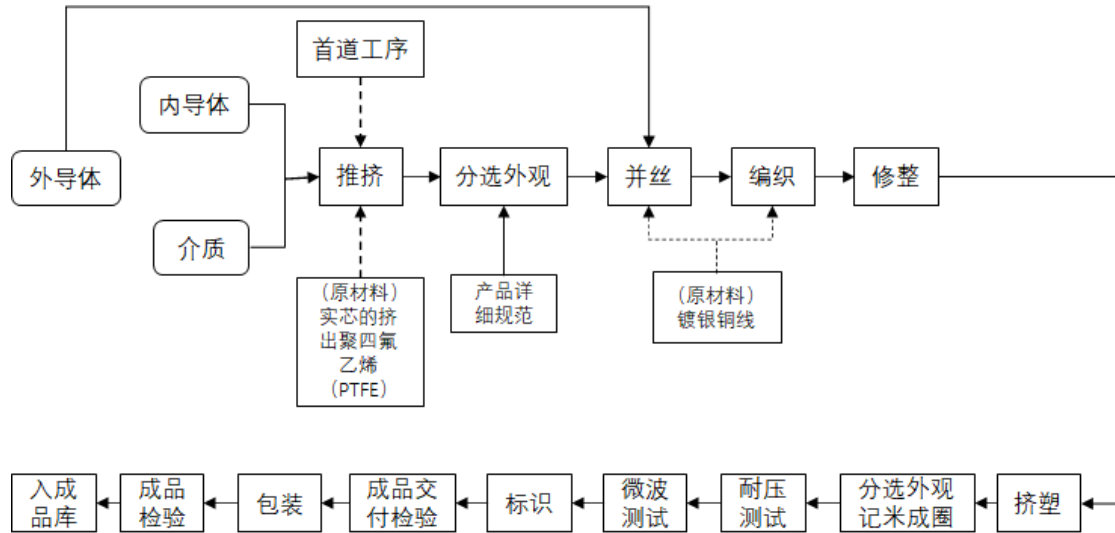 首道工序
内导体
外导体
介质
推挤
分选外观
并丝
编织
修整
（原材料）
实芯的挤
出聚四氟
乙烯
（PTFE）
产品详
细规范
（原材料）
镀银铜线
入成
品库
成品
检验
包装
成品交
付检验
标识
微波
测试
耐压
测试
分选外观
记米成圈
挤塑